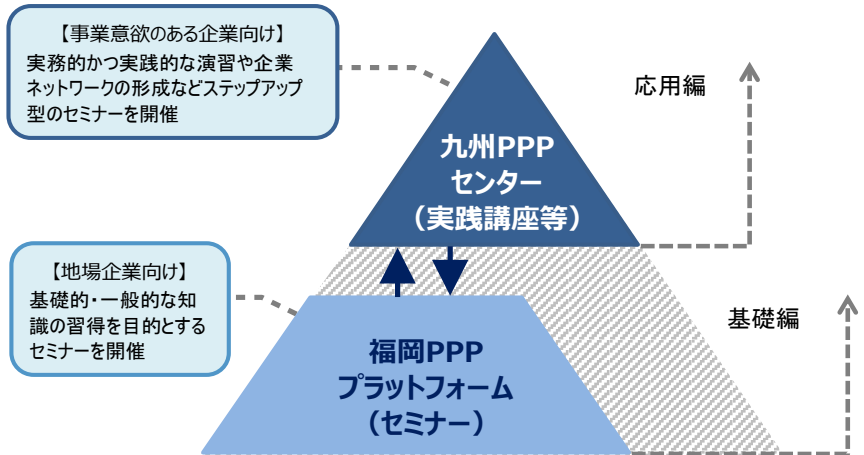 【事業意欲のある企業向け】
実務的かつ実践的な演習や企業
ネットワークの形成などステップアップ
型のセミナーを開催
応用編
九州PPP
センター
（実践講座等）
【地場企業向け】
基礎的・一般的な知
識の習得を目的とする
セミナーを開催
基礎編
福岡PPP
プラットフォーム
（セミナー）